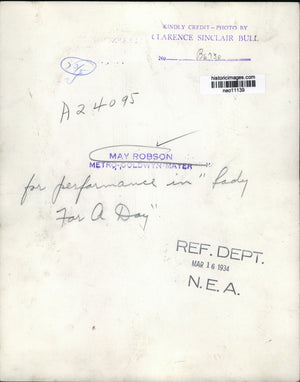 KINDLY CREDIT - PHOTO BY
CLARENCE SINCLAIR BULL
No.
historicimages.com
neo11139
A24095
MAY ROBSON
METRO-GOLDWYN-MAYER
for performance in "Lady
For A Day"
REF. DEPT.
MAR 16 1934
N.E.A.